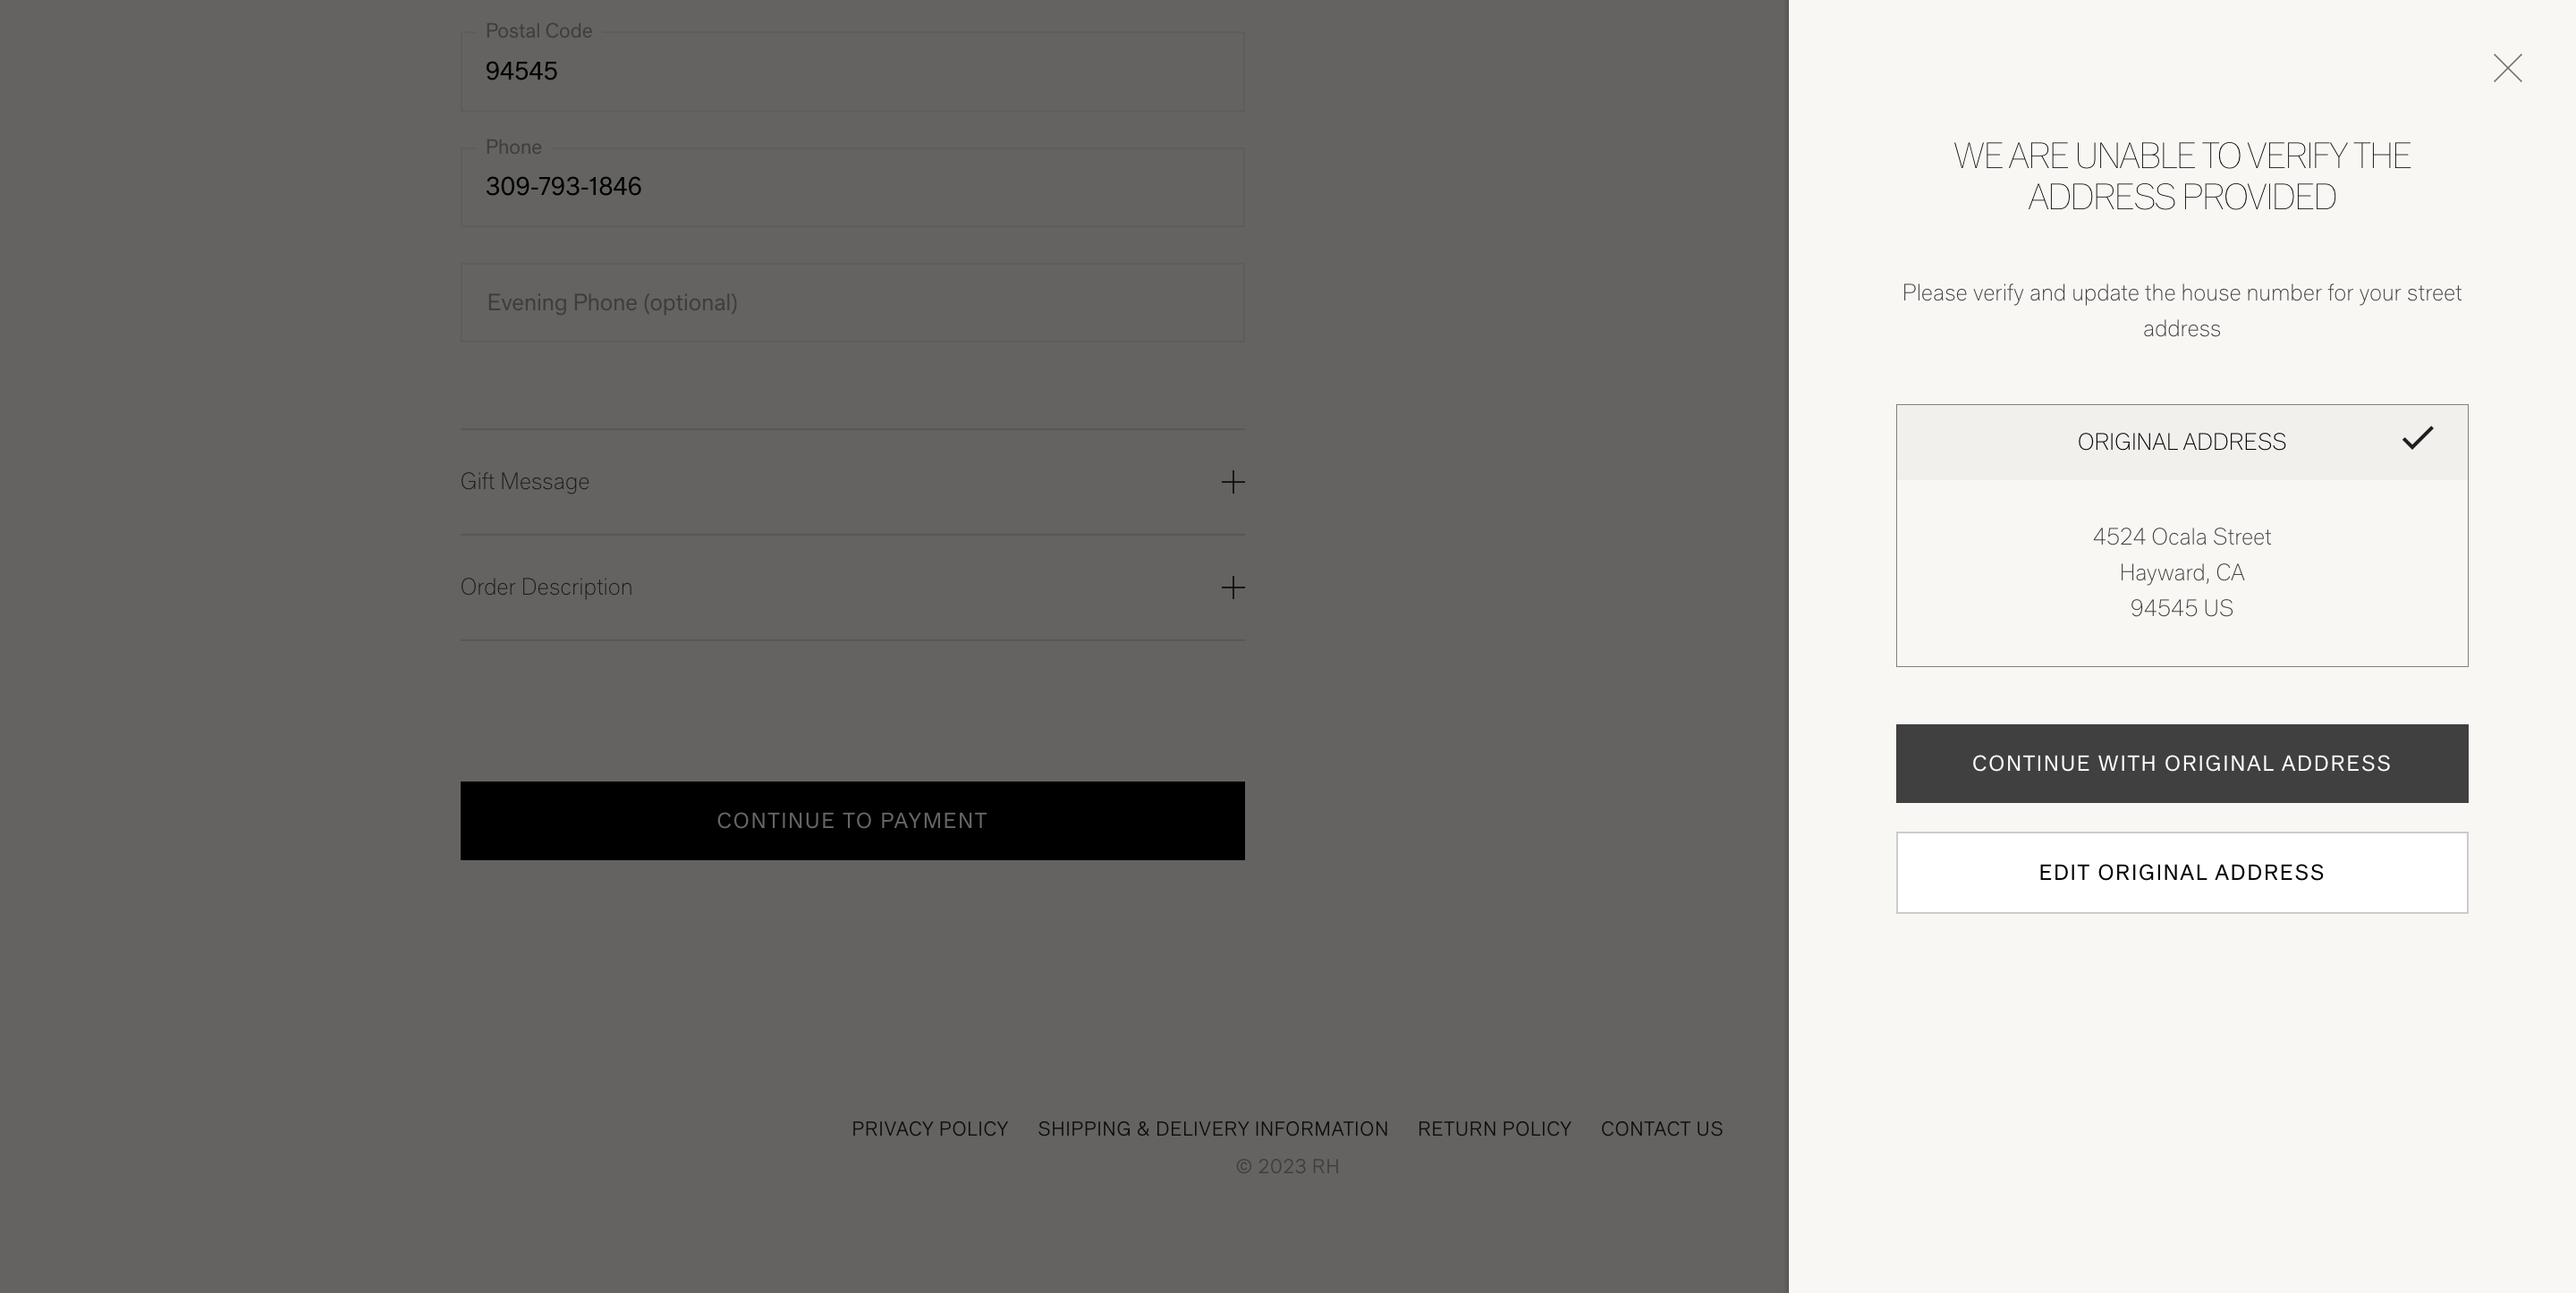 Postal Code
94545
Phone
309-793-1846
Evening Phone (optional)
Gift Message
Order Description
CONTINUE TO PAYMENT
PRIVACY POLICY SHIPPING & DELIVERY INFORMATION RETURN POLICY CONTACT US
© 2023 RH
WE ARE UNABLE TO VERIFY THE
ADDRESS PROVIDED
Please verify and update the house number for your street
address
ORIGINAL ADDRESS
4524 Ocala Street
Hayward, CA
94545 US
CONTINUE WITH ORIGINAL ADDRESS
EDIT ORIGINAL ADDRESS